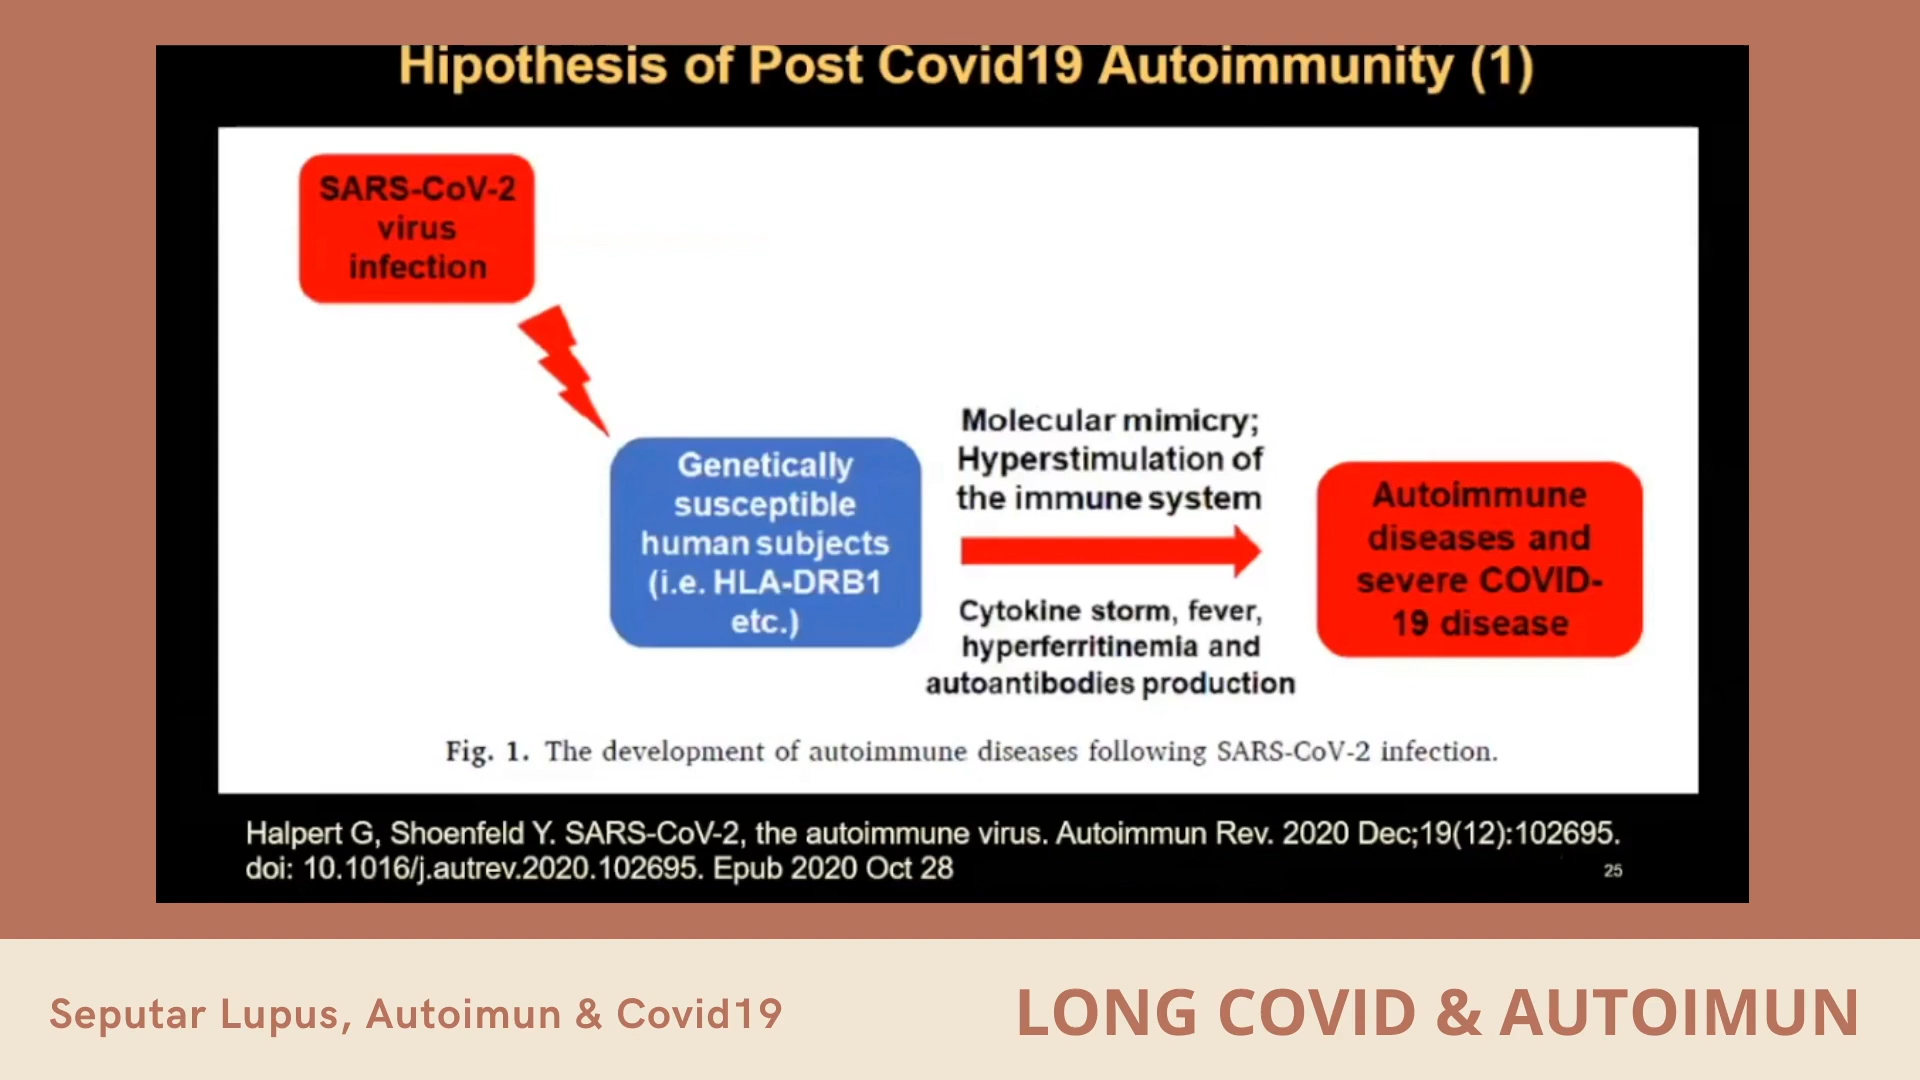 Hipothesis of Post Covid19 Autoimmunity (1)
SARS-CoV-2
virus
infection
Genetically
susceptible
human subjects
(i.e. HLA-DRB1
etc.)
Molecular mimicry;
Hyperstimulation of
the immune system
Cytokine storm, fever,
hyperferritinemia and
autoantibodies production
Autoimmune
diseases and
severe COVID-
19 disease
Fig. 1. The development of autoimmune diseases following SARS-CoV-2 infection.
Halpert G, Shoenfeld Y. SARS-CoV-2, the autoimmune virus. Autoimmun Rev. 2020 Dec;19(12):102695.
doi: 10.1016/j.autrev.2020.102695. Epub 2020 Oct 28
25
Seputar Lupus, Autoimun & Covid19
LONG COVID & AUTOIMUN